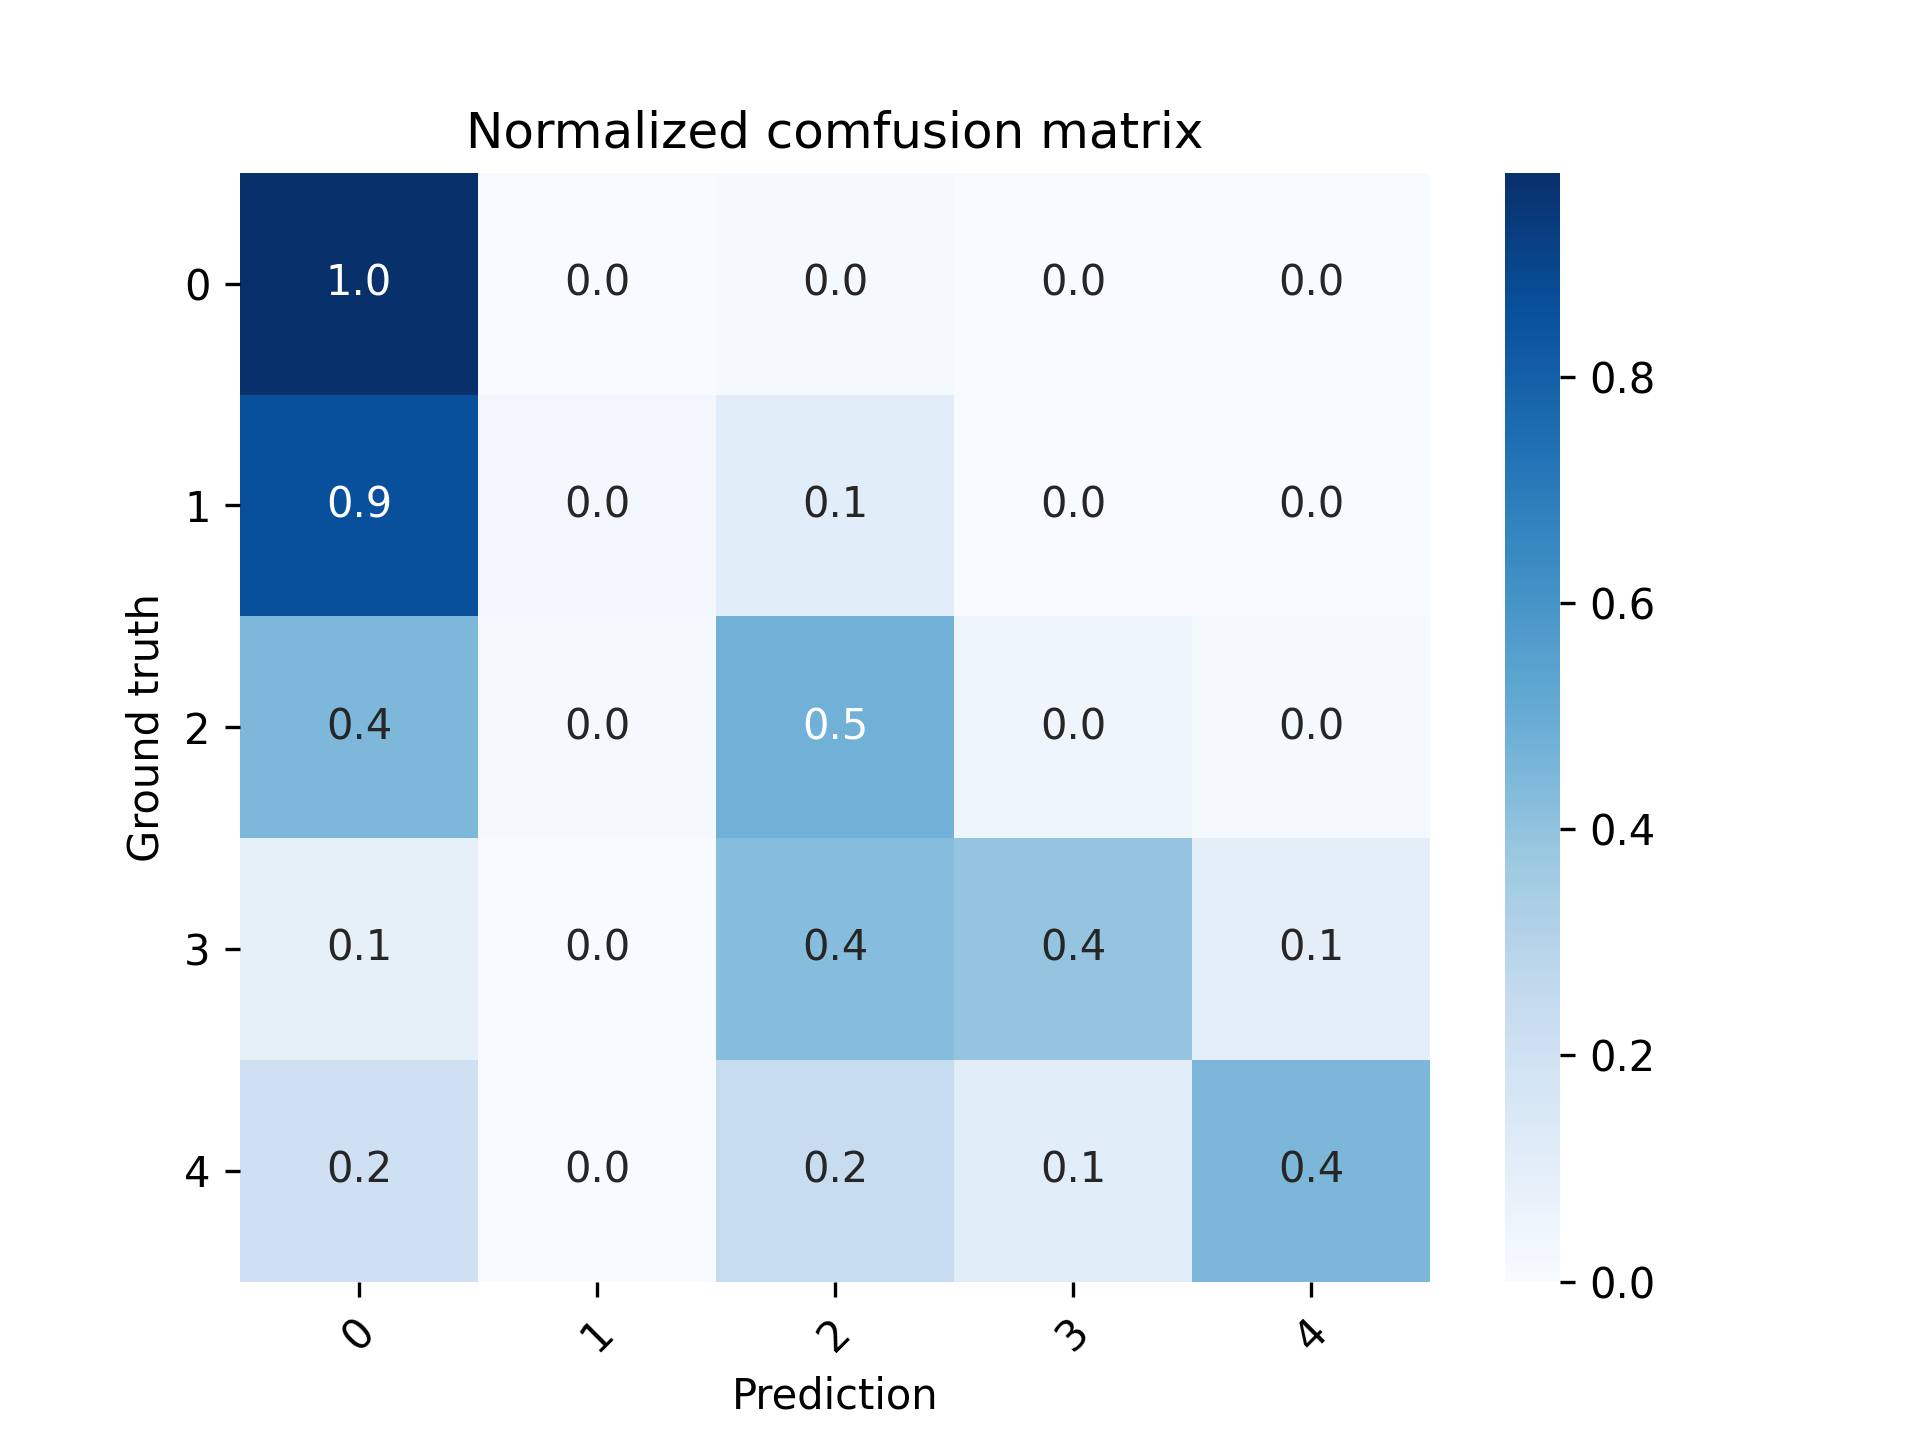 Normalized comfusion matrix
Ground truth
0 1.0 0.0 0.0 0.0 0.0
1 0.9 0.0 0.1 0.0 0.0
2 0.4 0.0 0.5 0.0 0.0
3 0.1 0.0 0.4 0.4 0.1
4 0.2 0.0 0.2 0.1 0.4
0 1 2 3 4
Prediction
0.8
0.6
0.4
0.2
0.0